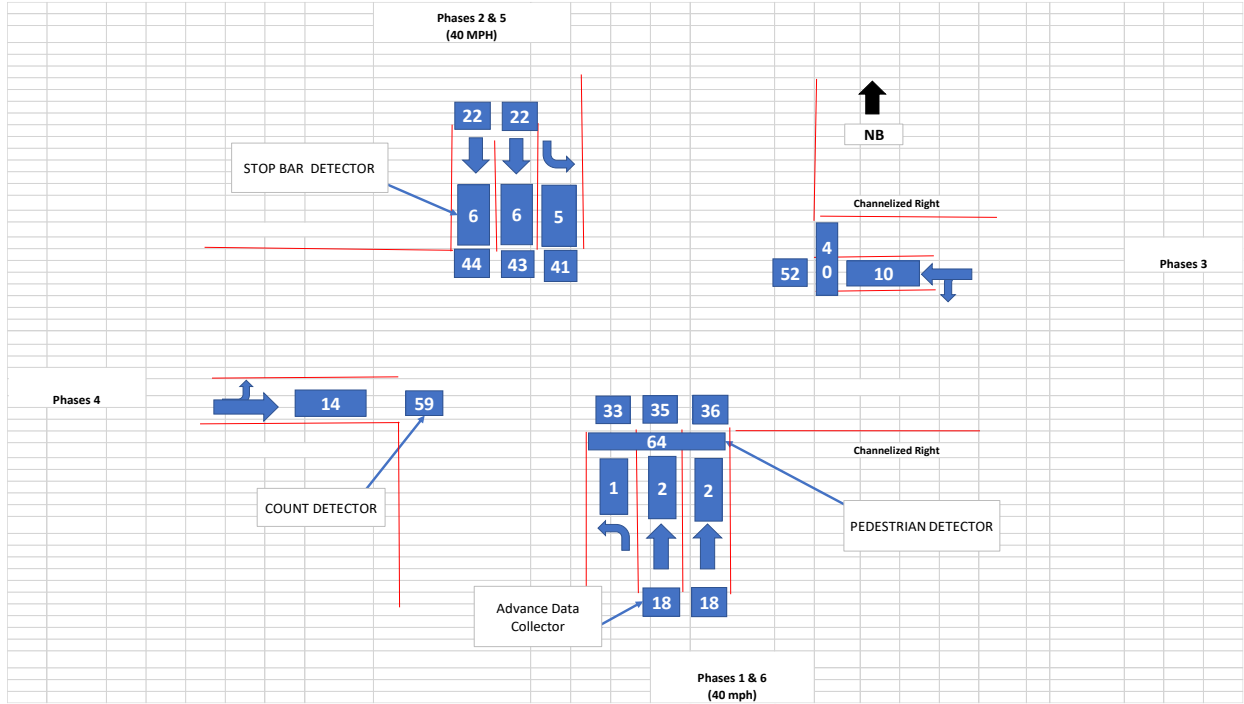 Phases 2 & 5
(40 MPH)
22 22
NB
STOP BAR DETECTOR
6 6 5
Channelized Right
44 43 41
52
4
0
10
Phases 3
Phases 4
14
59
33 35 36
64
Channelized Right
1 2 2
COUNT DETECTOR
PEDESTRIAN DETECTOR
Advance Data
Collector
18 18
Phases 1 & 6
(40 mph)